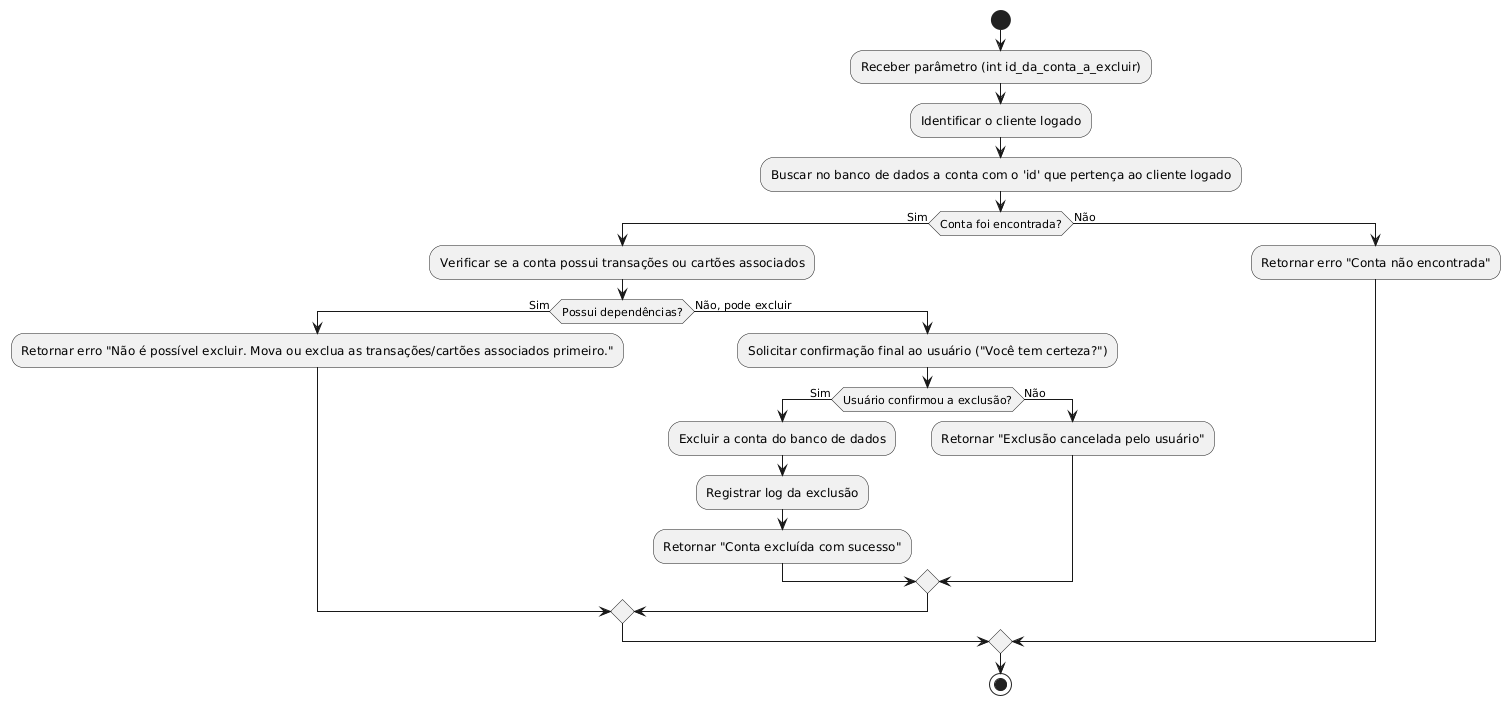 Receber parâmetro (int id_da_conta_a_excluir)
Identificar o cliente logado
Buscar no banco de dados a conta com o 'id' que pertença ao cliente logado
Sim
Conta foi encontrada?
Não
Verificar se a conta possui transações ou cartões associados
Retornar erro "Conta não encontrada"
Sim
Possui dependências?
Não, pode excluir
Retornar erro "Não é possível excluir. Mova ou exclua as transações/cartões associados primeiro."
Solicitar confirmação final ao usuário ("Você tem certeza?")
Sim
Usuário confirmou a exclusão?
Não
Excluir a conta do banco de dados
Retornar "Exclusão cancelada pelo usuário"
Registrar log da exclusão
Retornar "Conta excluída com sucesso"